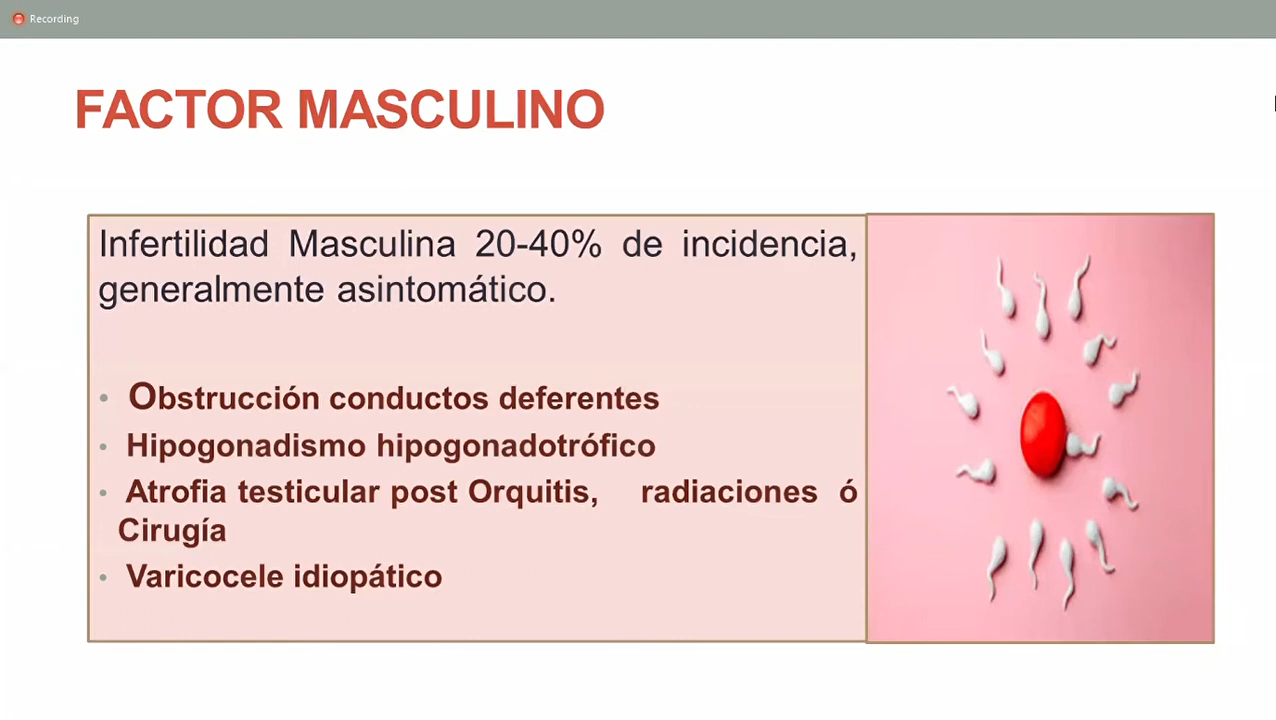 Recording
FACTOR MASCULINO
Infertilidad Masculina 20-40% de incidencia,
generalmente asintomático.
• Obstrucción conductos deferentes
• Hipogonadismo hipogonadotrófico
• Atrofia testicular post Orquitis, radiaciones ó
Cirugía
• Varicocele idiopático